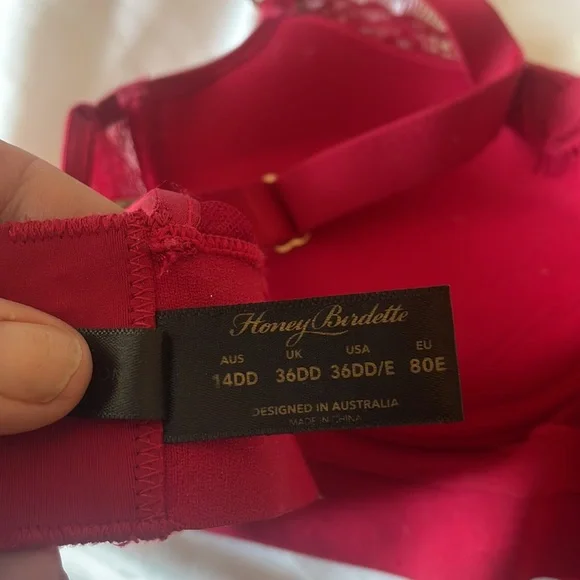 Honey Birdette
AUS UK USA EU
14DD 36DD 36DD/E 80E
DESIGNED IN AUSTRALIA
MADE IN CHINA